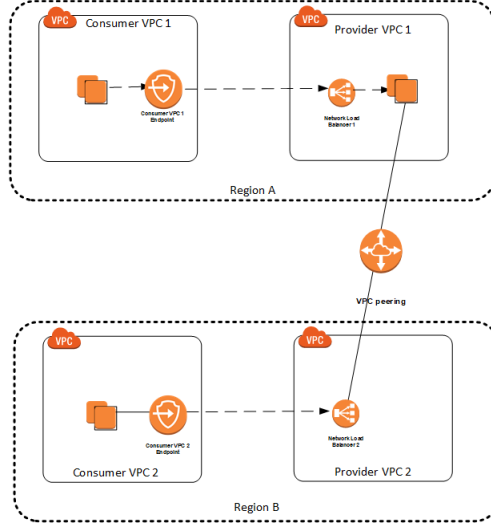 VPC
Consumer VPC 1
VPC
Provider VPC 1
Consumer VPC 1
Endpoint
Network Load
Balancer 1
Region A
VPC peering
VPC
VPC
Consumer VPC 2
Endpoint
Network Load
Balancer 2
Consumer VPC 2
Provider VPC 2
Region B